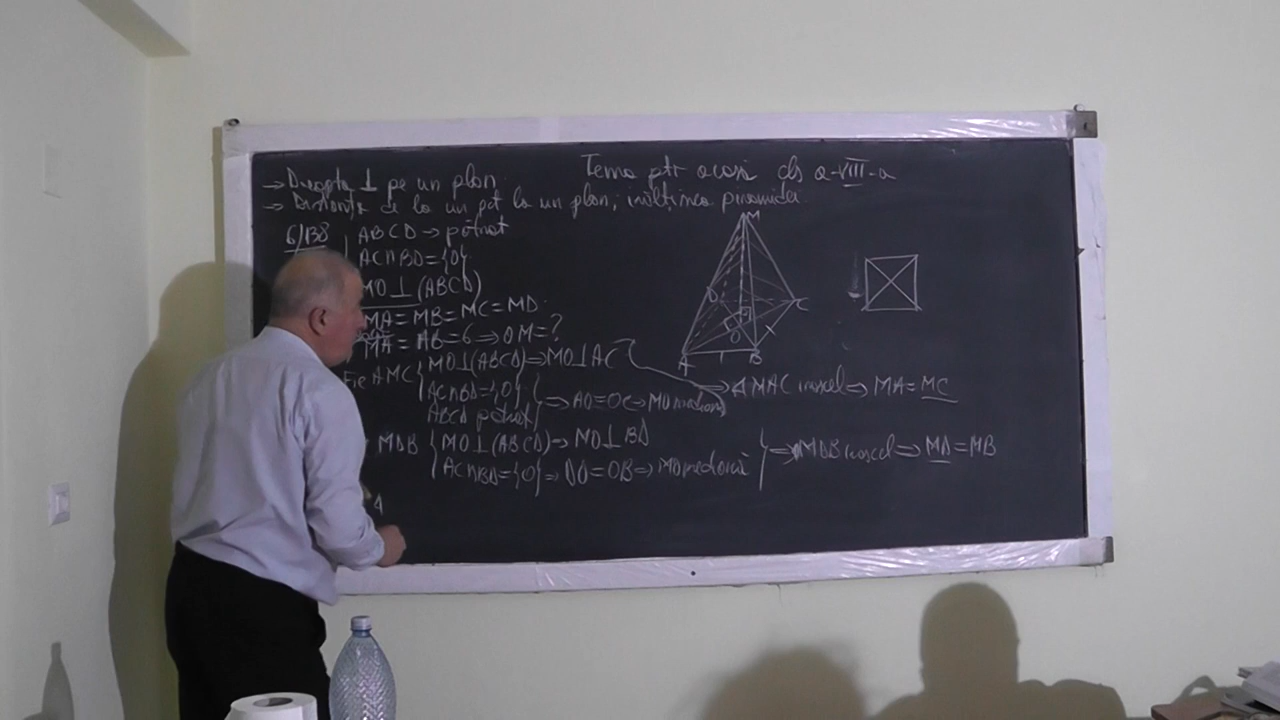 Tema ptr acasă cls a-VIII-a
→ Dreapta ⊥ pe un plan
→ Distanța de la un pct la un plan; înălțimea piramidei
6/138
ABCD → pătrat
AC∩BD={O}
MO⊥(ABCD)
MA=MB=MC=MD
MA=AB=6 ⇒ OM=?
Fie AMC { MO⊥(ABCD) ⇒ MO⊥AC
AC∩BD={O}
ABCD pătrat } ⇒ AO=OC ⇒ MO mediană
⇒ Δ MAC isoscel ⇒ MA=MC
MDB { MO⊥(ABCD) ⇒ MO⊥BD
AC∩BD={O} ⇒ DO=OB ⇒ MO mediană } ⇒ MDB isoscel ⇒ MD=MB
M
D
C
O
A
B